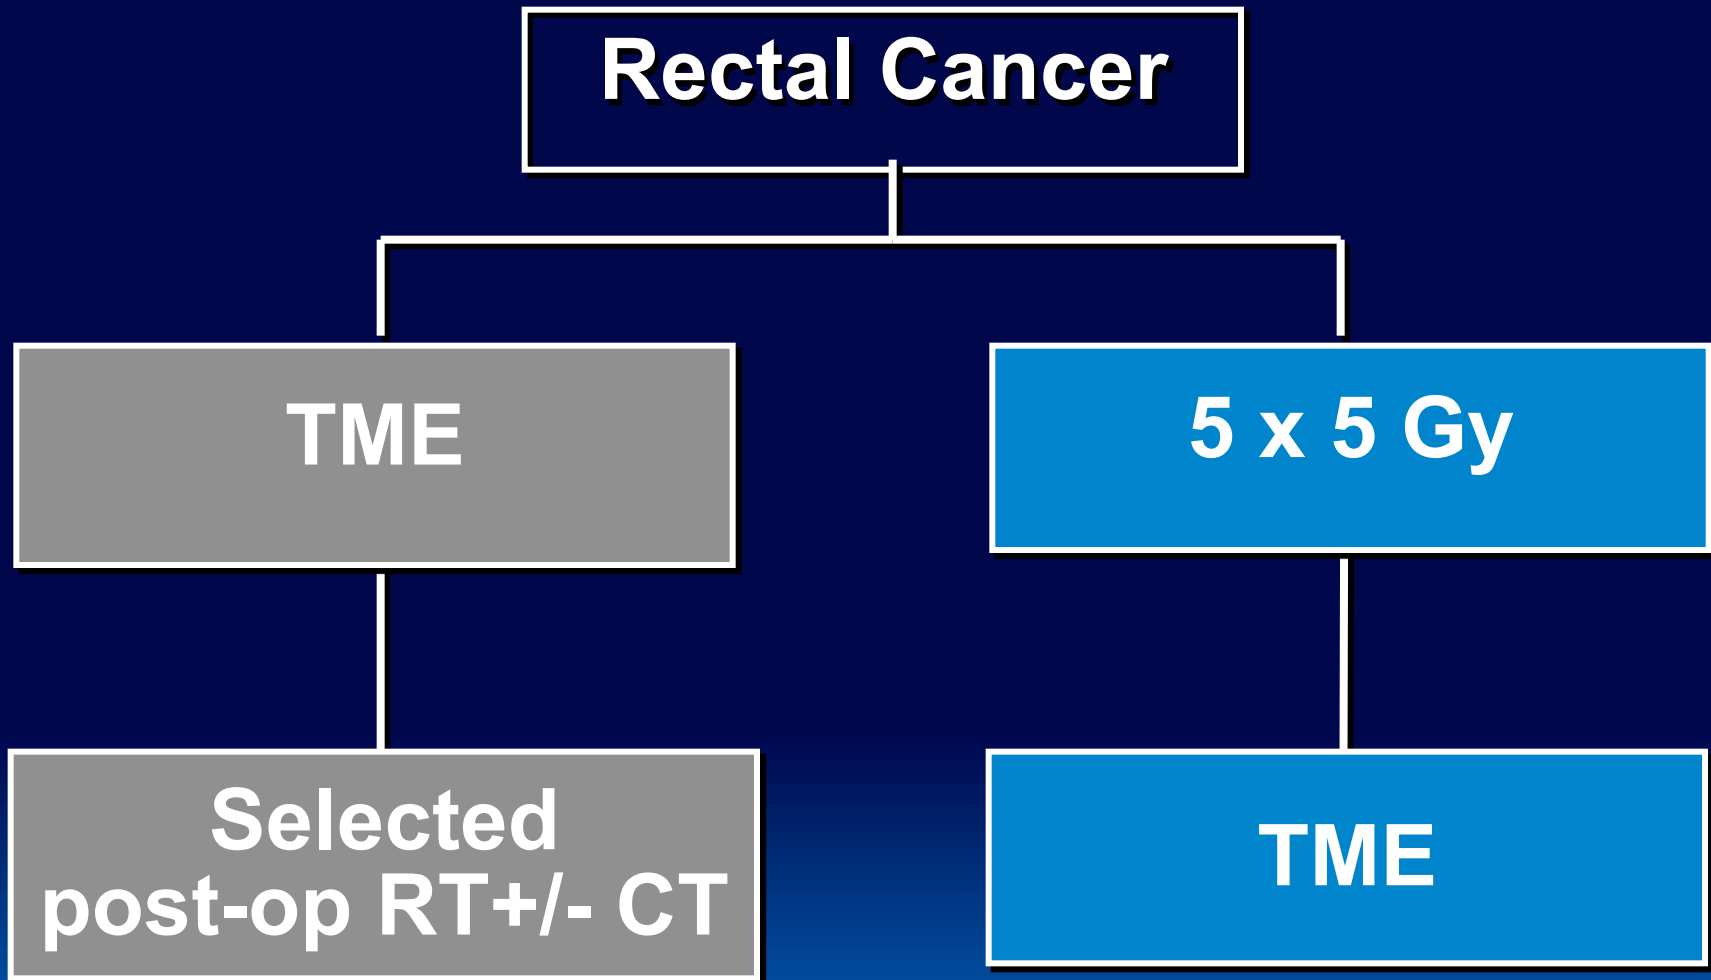 Rectal Cancer
TME
5 x 5 Gy
Selected
post-op RT+/- CT
TME